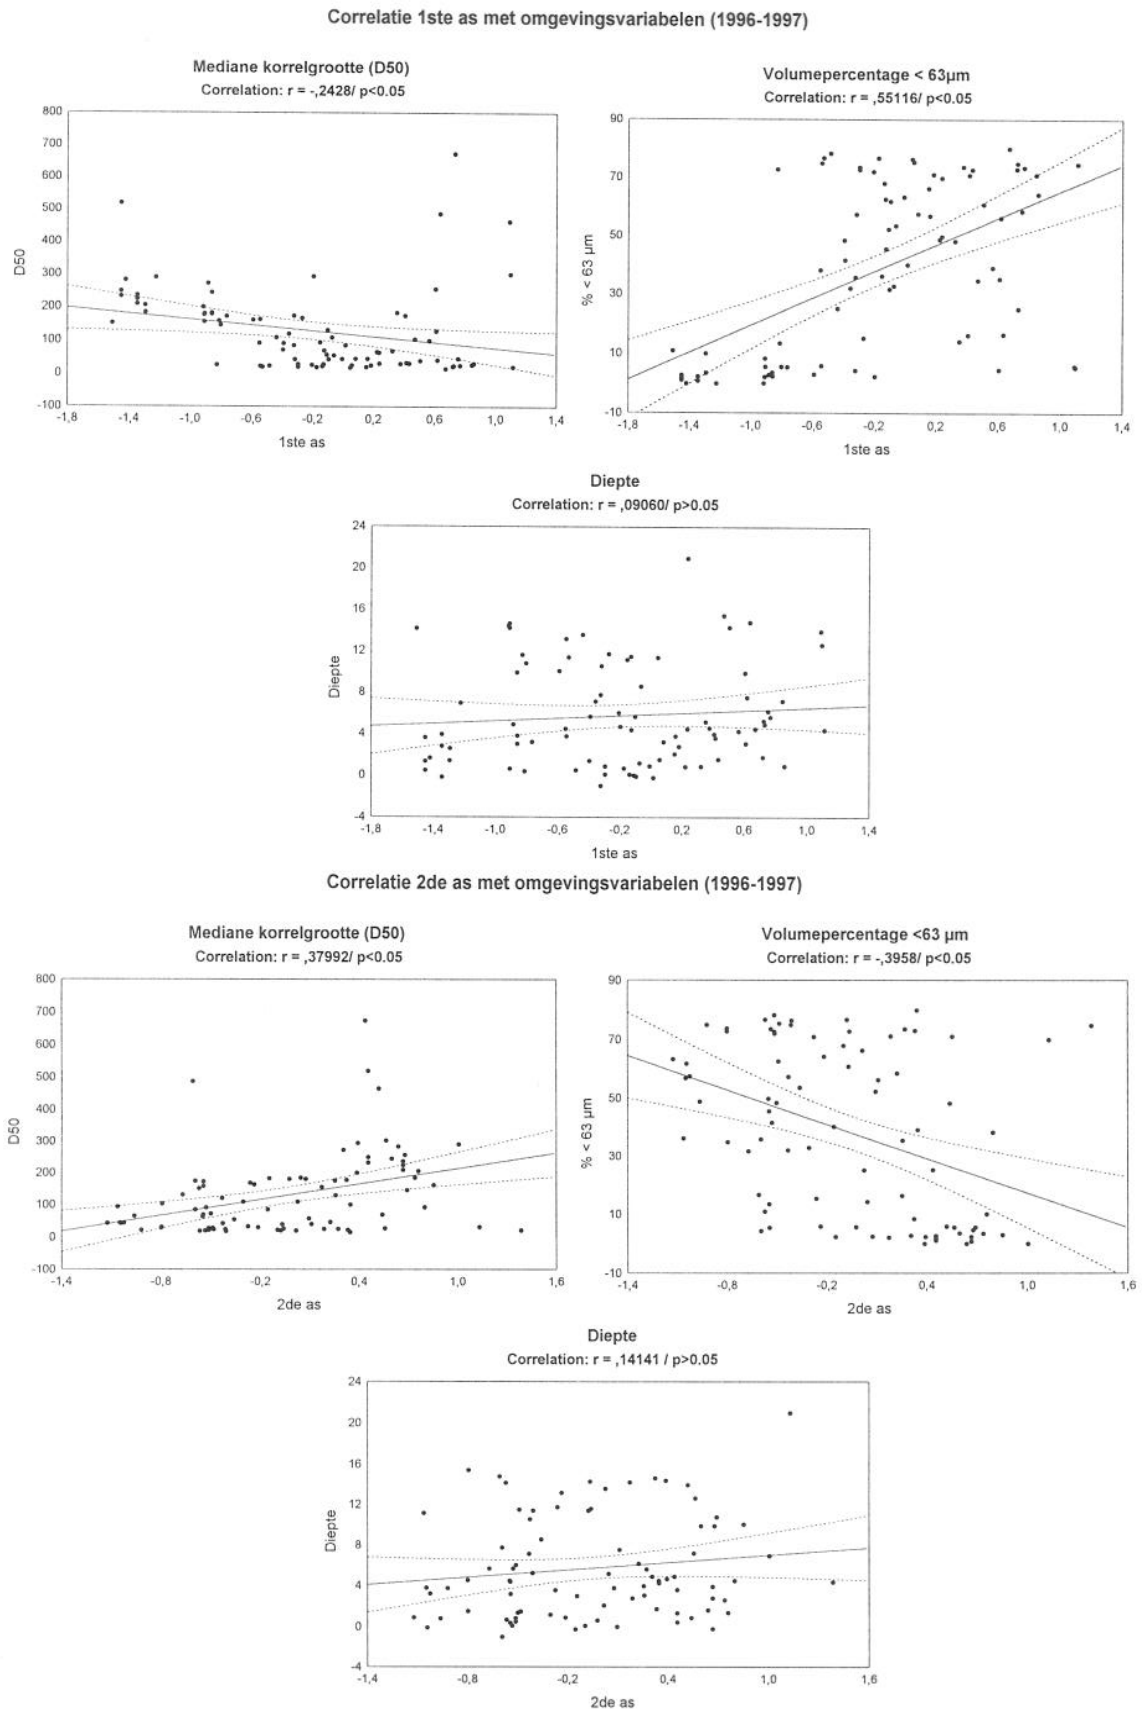 Correlatie 1ste as met omgevingsvariabelen (1996-1997)
Mediane korrelgrootte (D50)
Correlation: r = -,2428/ p<0.05
800
700
600
500
400
300
200
100
0
-100
D50
-1,8 -1,4 -1,0 -0,6 -0,2 0,2 0,6 1,0 1,4
1ste as
Volumepercentage < 63µm
Correlation: r = ,55116/ p<0.05
90
70
50
30
10
-10
% < 63 µm
-1,8 -1,4 -1,0 -0,6 -0,2 0,2 0,6 1,0 1,4
1ste as
Diepte
Correlation: r = ,09060/ p>0.05
24
20
16
12
8
4
0
-4
Diepte
-1,8 -1,4 -1,0 -0,6 -0,2 0,2 0,6 1,0 1,4
1ste as
Correlatie 2de as met omgevingsvariabelen (1996-1997)
Mediane korrelgrootte (D50)
Correlation: r = ,37992/ p<0.05
800
700
600
500
400
300
200
100
0
-100
D50
-1,4 -0,8 -0,2 0,4 1,0 1,6
2de as
Volumepercentage <63 µm
Correlation: r = -,3958/ p<0.05
90
70
50
30
10
-10
% < 63 µm
-1,4 -0,8 -0,2 0,4 1,0 1,6
2de as
Diepte
Correlation: r = ,14141 / p>0.05
24
20
16
12
8
4
0
-4
Diepte
-1,4 -0,8 -0,2 0,4 1,0 1,6
2de as